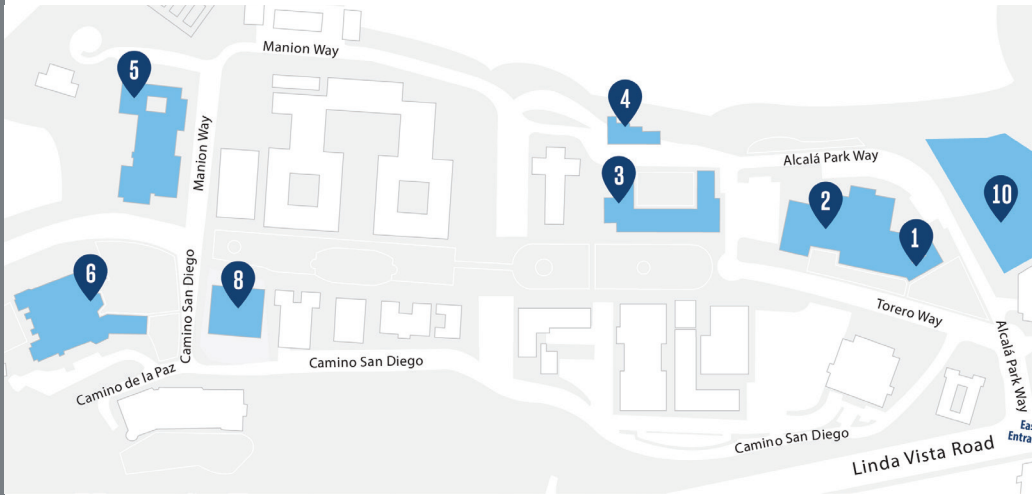 Manion Way
5
4
Manion Way
Alcalá Park Way
3
2
10
1
6
8
Camino San Diego
Torero Way
Alcalá Park Way
Camino San Diego
Camino de la Paz
Camino San Diego
Linda Vista Road